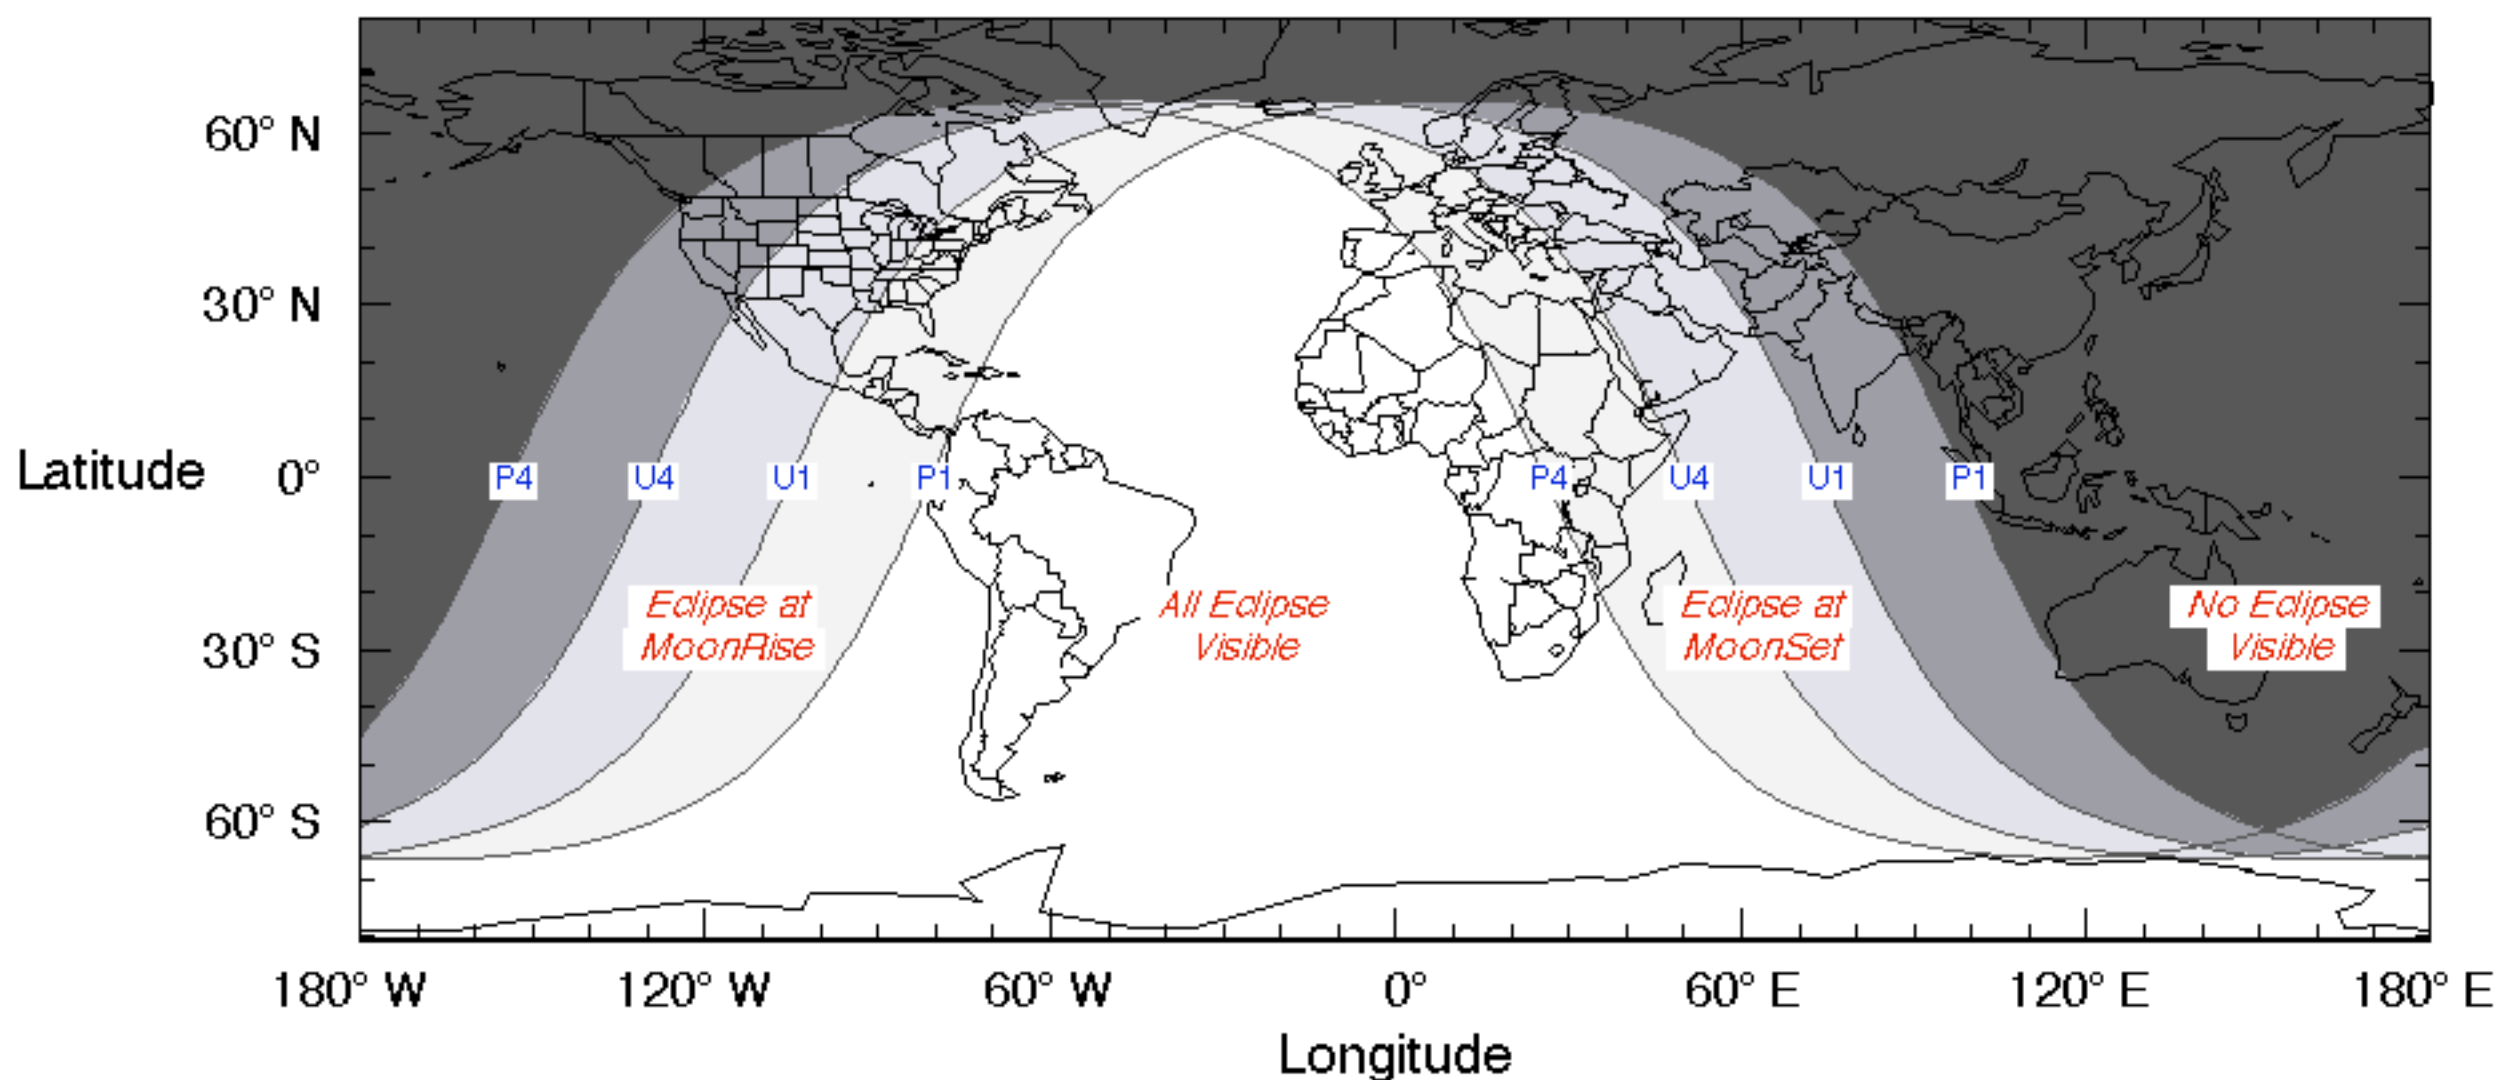 60° N
30° N
Latitude 0°
P4 U4 U1 P1 P4 U4 U1 P1
Eclipse at MoonRise
All Eclipse Visible
Eclipse at MoonSet
No Eclipse Visible
30° S
60° S
180° W 120° W 60° W 0° 60° E 120° E 180° E
Longitude